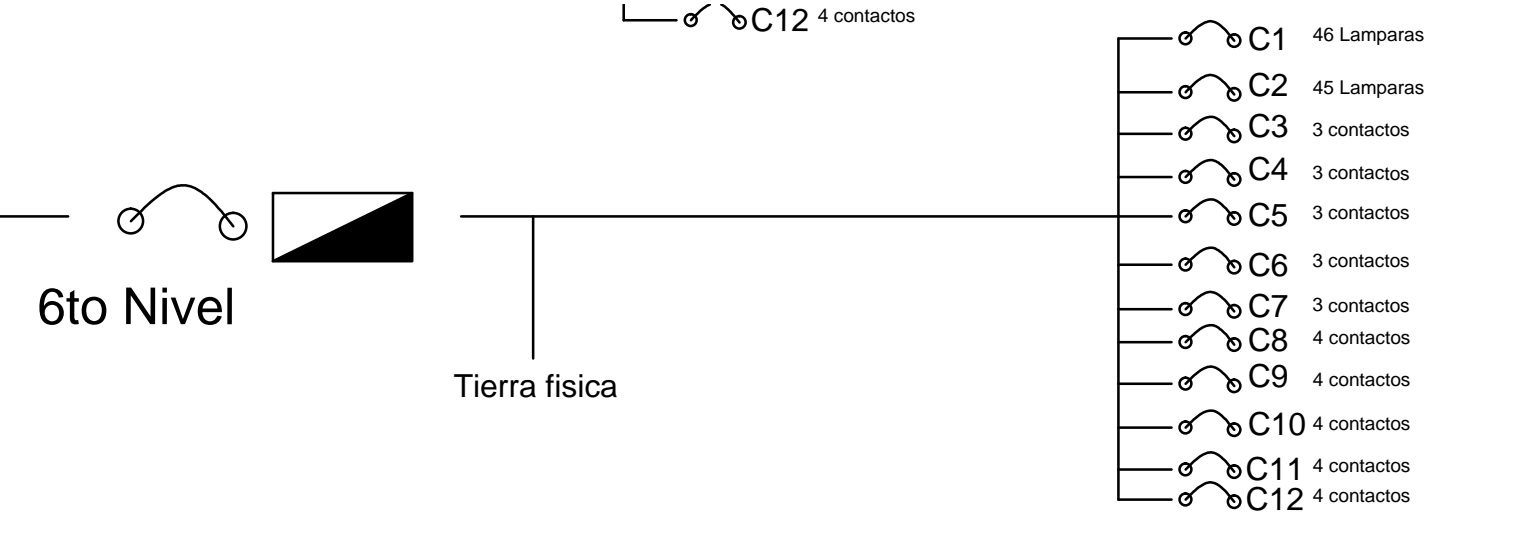 C12 4 contactos
C1 46 Lamparas
C2 45 Lamparas
C3 3 contactos
C4 3 contactos
C5 3 contactos
C6 3 contactos
C7 3 contactos
C8 4 contactos
C9 4 contactos
C10 4 contactos
C11 4 contactos
C12 4 contactos
6to Nivel
Tierra fisica